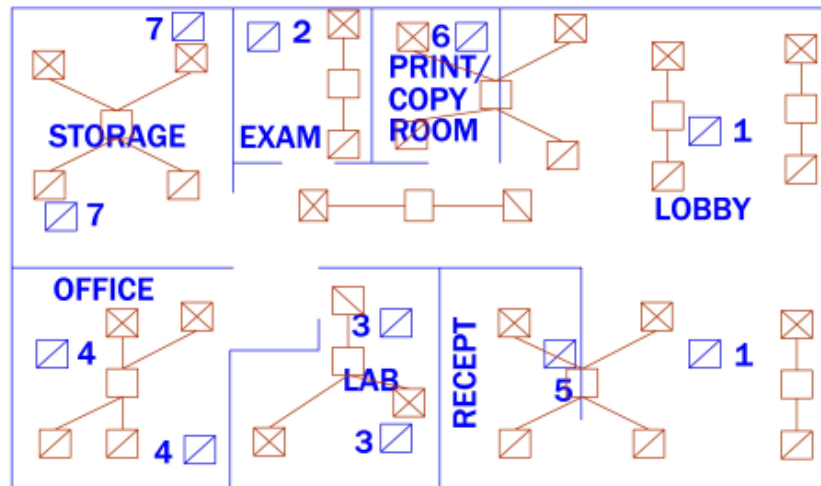 7
2
6
PRINT/
COPY
ROOM
STORAGE
EXAM
1
7
LOBBY
OFFICE
4
3
LAB
RECEPT
1
5
4
3